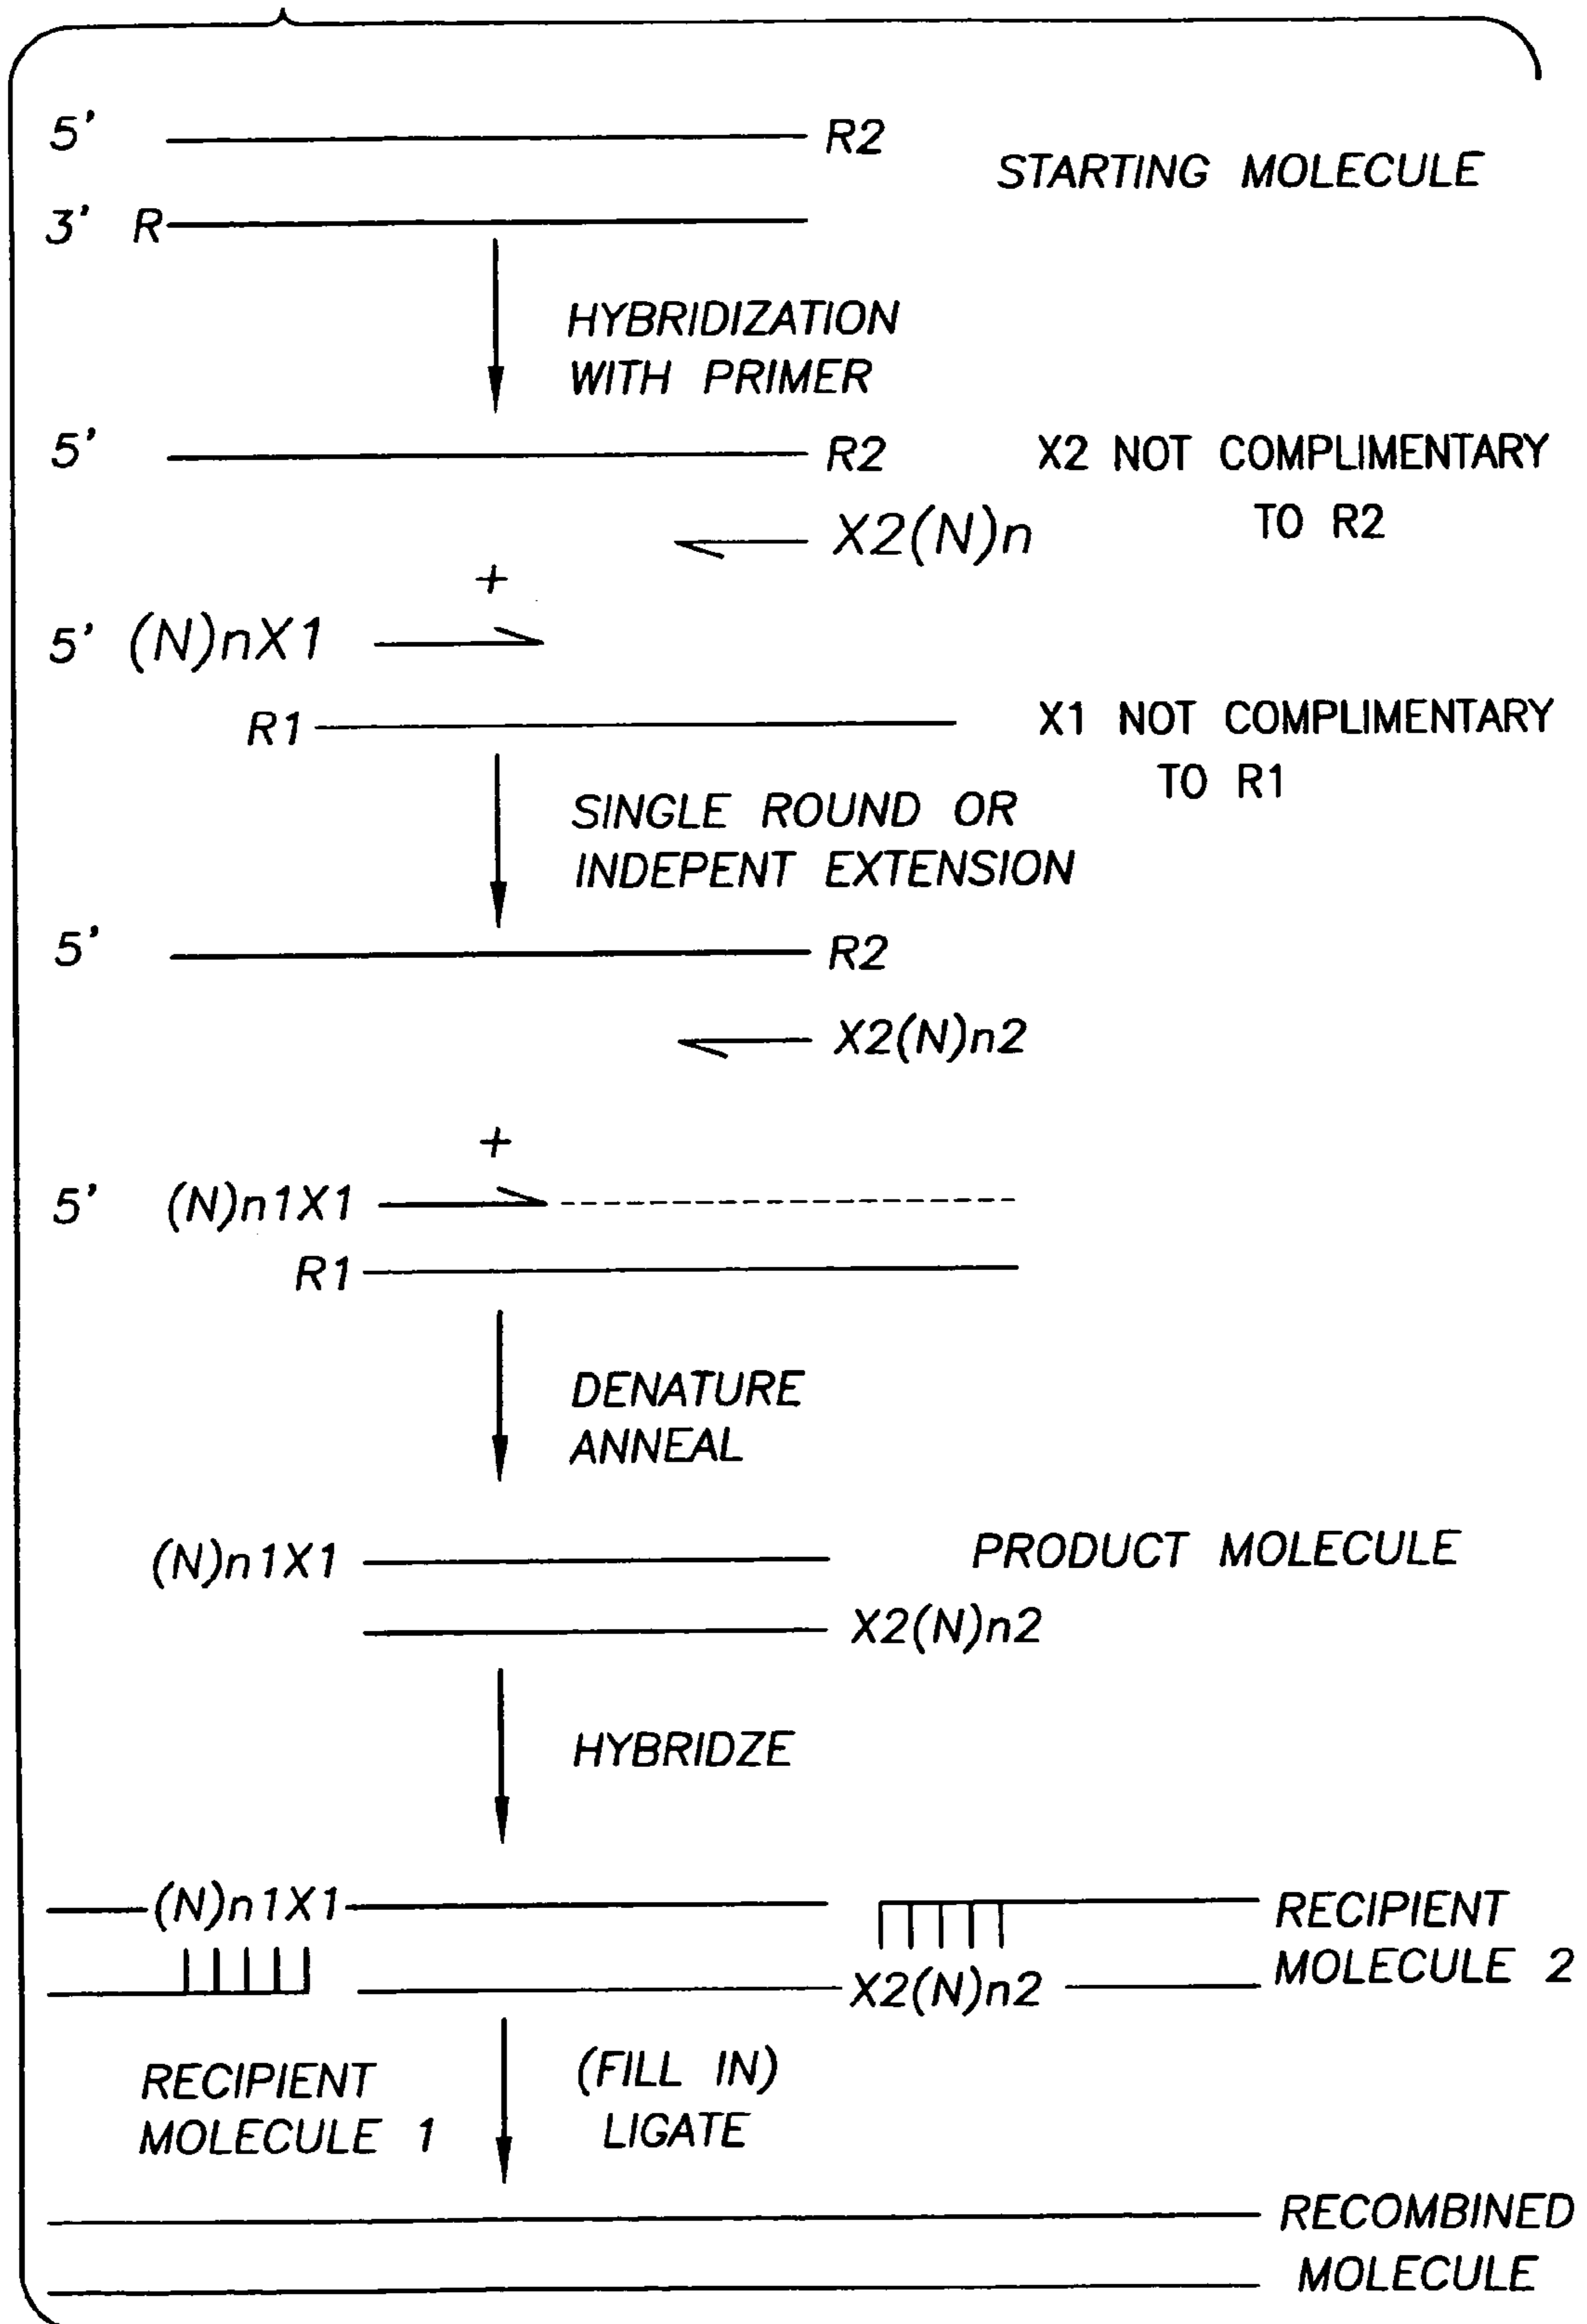 5' R2
STARTING MOLECULE
3' R
HYBRIDIZATION
WITH PRIMER
5' R2 X2 NOT COMPLIMENTARY
TO R2
X2(N)n
+
5' (N)nX1
R1 X1 NOT COMPLIMENTARY
TO R1
SINGLE ROUND OR
INDEPENT EXTENSION
5' R2
X2(N)n2
+
5' (N)n1X1
R1
DENATURE
ANNEAL
(N)n1X1 PRODUCT MOLECULE
X2(N)n2
HYBRIDZE
(N)n1X1 RECIPIENT
MOLECULE 2
X2(N)n2
RECIPIENT
MOLECULE 1
(FILL IN)
LIGATE
RECOMBINED
MOLECULE